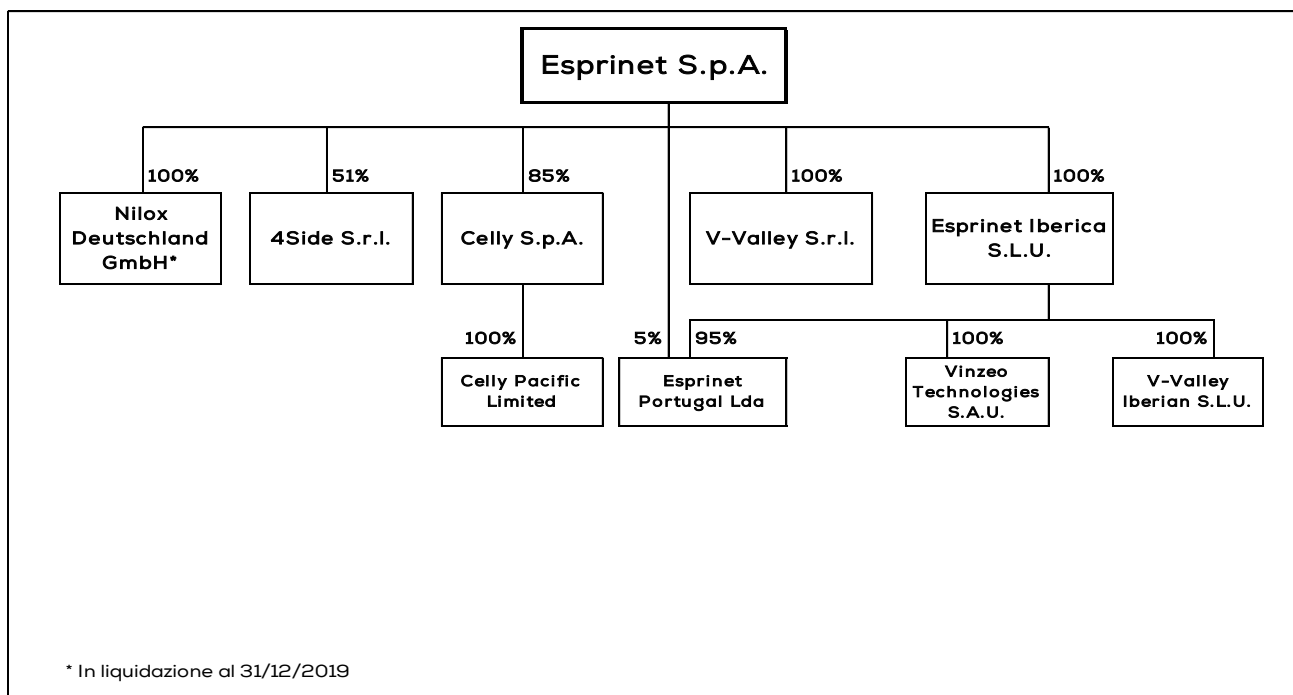 Esprinet S.p.A.
100%
51%
85%
100%
100%
Nilox
Deutschland
GmbH*
4Side S.r.l.
Celly S.p.A.
V-Valley S.r.l.
Esprinet Iberica
S.L.U.
100%
5%
95%
100%
100%
Celly Pacific
Limited
Esprinet
Portugal Lda
Vinzeo
Technologies
S.A.U.
V-Valley
Iberian S.L.U.
* In liquidazione al 31/12/2019